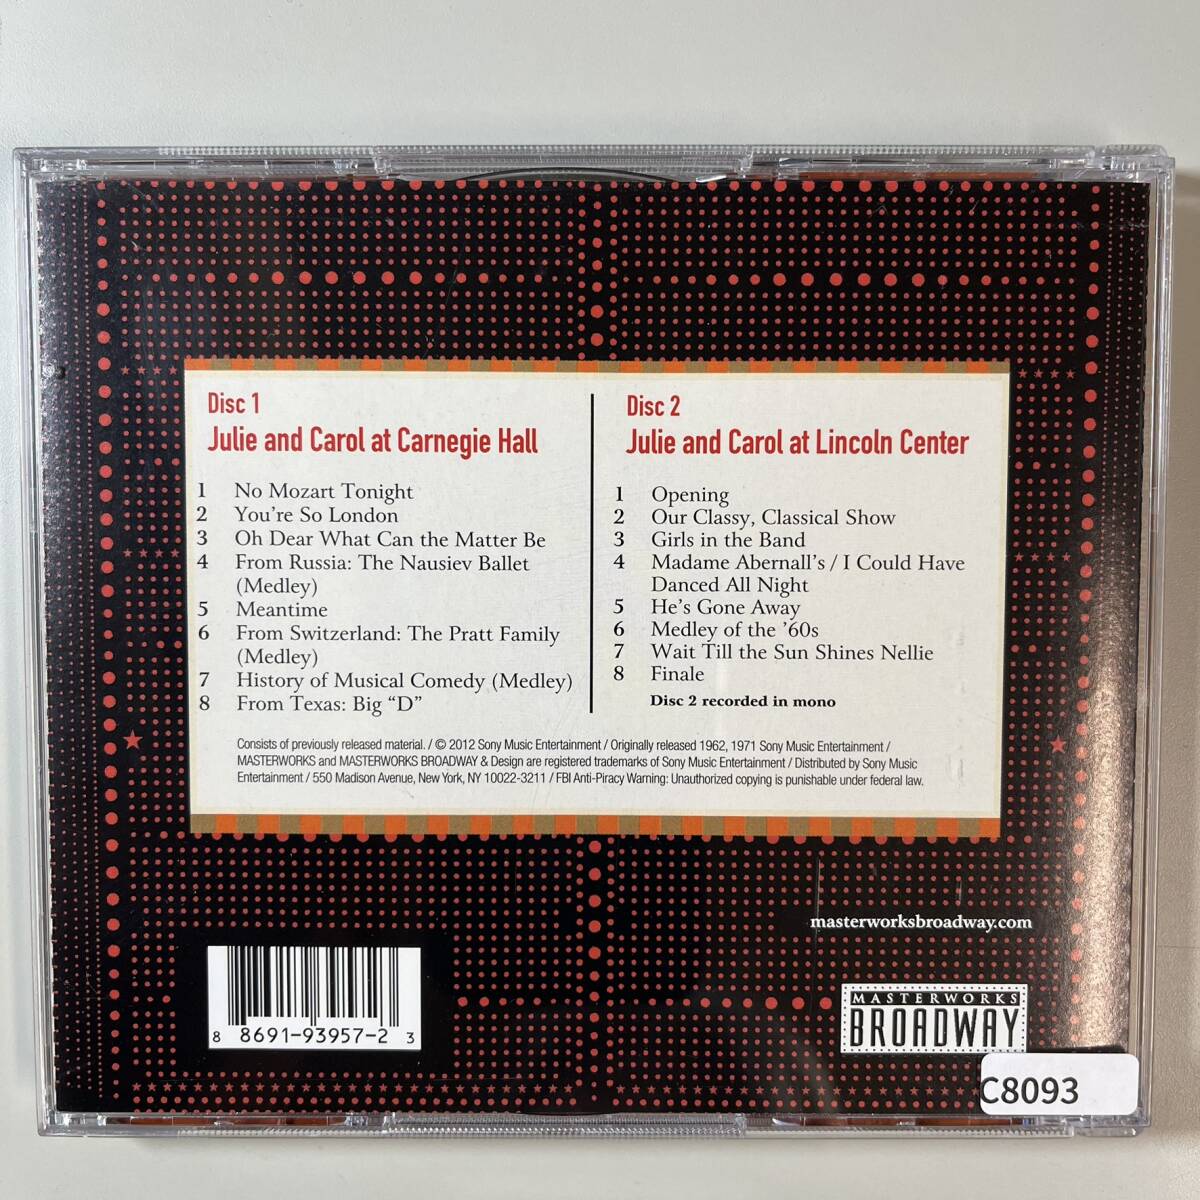 Disc 1
Julie and Carol at Carnegie Hall
1 No Mozart Tonight
2 You're So London
3 Oh Dear What Can the Matter Be
4 From Russia: The Nausiev Ballet
(Medley)
5 Meantime
6 From Switzerland: The Pratt Family
(Medley)
7 History of Musical Comedy (Medley)
8 From Texas: Big “D”
Disc 2
Julie and Carol at Lincoln Center
1 Opening
2 Our Classy, Classical Show
3 Girls in the Band
4 Madame Abernall's / I Could Have
Danced All Night
5 He's Gone Away
6 Medley of the ’60s
7 Wait Till the Sun Shines Nellie
8 Finale
Disc 2 recorded in mono
Consists of previously released material. / © 2012 Sony Music Entertainment / Originally released 1962, 1971 Sony Music Entertainment /
MASTERWORKS and MASTERWORKS BROADWAY & Design are registered trademarks of Sony Music Entertainment / Distributed by Sony Music
Entertainment / 550 Madison Avenue, New York, NY 10022-3211 / FBI Anti-Piracy Warning: Unauthorized copying is punishable under federal law.
masterworksbroadway.com
8 8691-93957-2 3
MASTERWORKS
BROADWAY
C8093